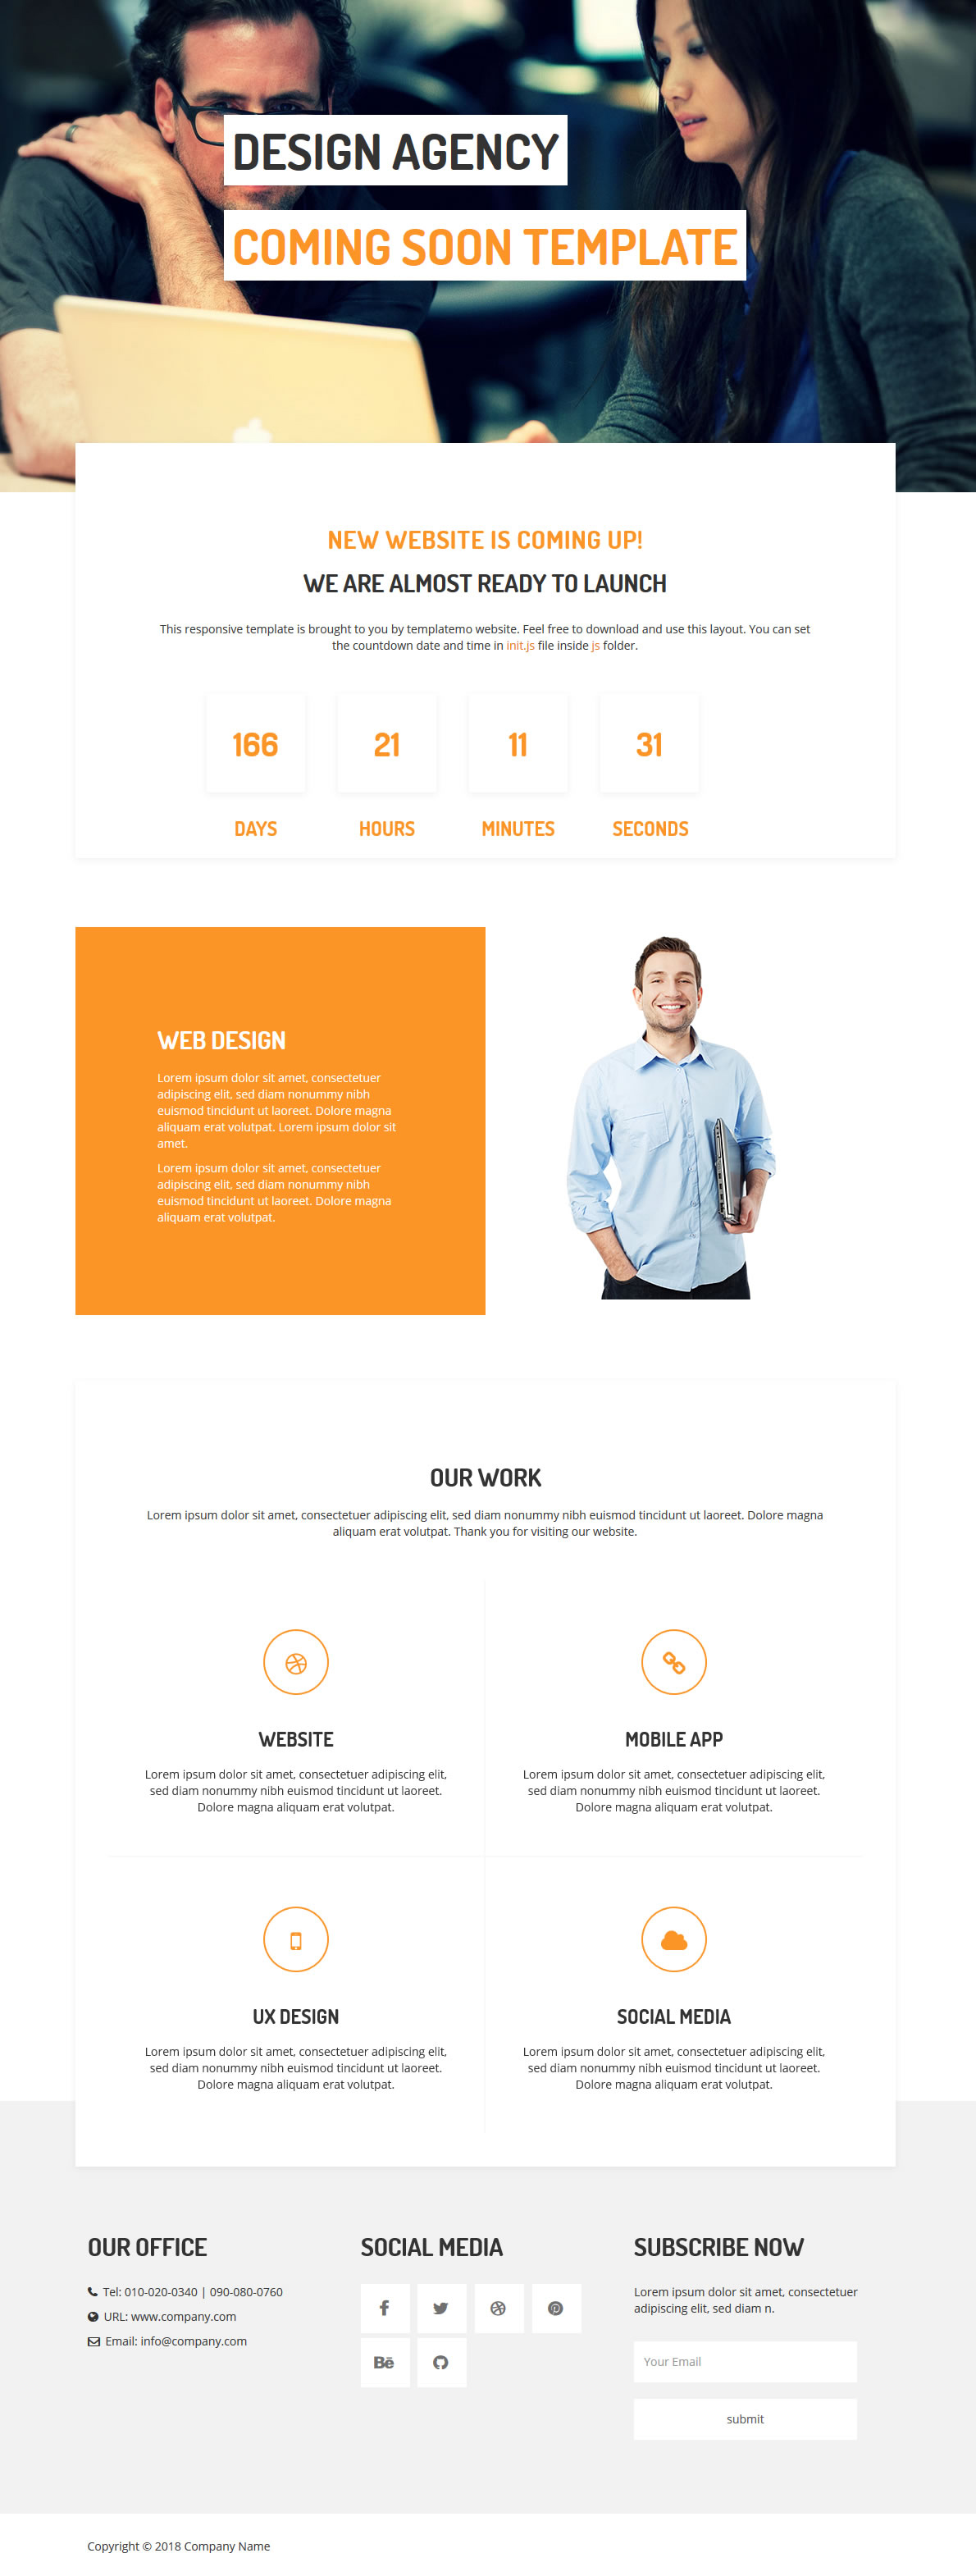 DESIGN AGENCY
COMING SOON TEMPLATE
NEW WEBSITE IS COMING UP!
WE ARE ALMOST READY TO LAUNCH
This responsive template is brought to you by templatemo website. Feel free to download and use this layout. You can set
the countdown date and time in init.js file inside js folder.
166 21 11 31
DAYS HOURS MINUTES SECONDS
WEB DESIGN
Lorem ipsum dolor sit amet, consectetuer
adipiscing elit, sed diam nonummy nibh
euismod tincidunt ut laoreet. Dolore magna
aliquam erat volutpat. Lorem ipsum dolor sit
amet.
Lorem ipsum dolor sit amet, consectetuer
adipiscing elit, sed diam nonummy nibh
euismod tincidunt ut laoreet. Dolore magna
aliquam erat volutpat.
OUR WORK
Lorem ipsum dolor sit amet, consectetuer adipiscing elit, sed diam nonummy nibh euismod tincidunt ut laoreet. Dolore magna
aliquam erat volutpat. Thank you for visiting our website.
WEBSITE
Lorem ipsum dolor sit amet, consectetuer adipiscing elit,
sed diam nonummy nibh euismod tincidunt ut laoreet.
Dolore magna aliquam erat volutpat.
MOBILE APP
Lorem ipsum dolor sit amet, consectetuer adipiscing elit,
sed diam nonummy nibh euismod tincidunt ut laoreet.
Dolore magna aliquam erat volutpat.
UX DESIGN
Lorem ipsum dolor sit amet, consectetuer adipiscing elit,
sed diam nonummy nibh euismod tincidunt ut laoreet.
Dolore magna aliquam erat volutpat.
SOCIAL MEDIA
Lorem ipsum dolor sit amet, consectetuer adipiscing elit,
sed diam nonummy nibh euismod tincidunt ut laoreet.
Dolore magna aliquam erat volutpat.
OUR OFFICE
Tel: 010-020-0340 | 090-080-0760
URL: www.company.com
Email: info@company.com
SOCIAL MEDIA
SUBSCRIBE NOW
Lorem ipsum dolor sit amet, consectetuer
adipiscing elit, sed diam n.
Your Email
submit
Copyright © 2018 Company Name